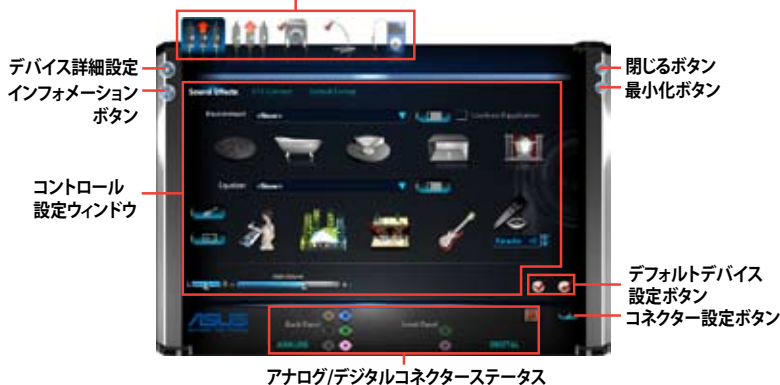 デバイス詳細設定
インフォメーション
ボタン
コントロール
設定ウィンドウ
閉じるボタン
最小化ボタン
Sound Effects
Environment <None>
Equalizer <None>
Karaoke
デフォルトデバイス
設定ボタン
コネクター設定ボタン
ASUS
Back Panel
Front Panel
ANALOG
DIGITAL
アナログ/デジタルコネクターステータス